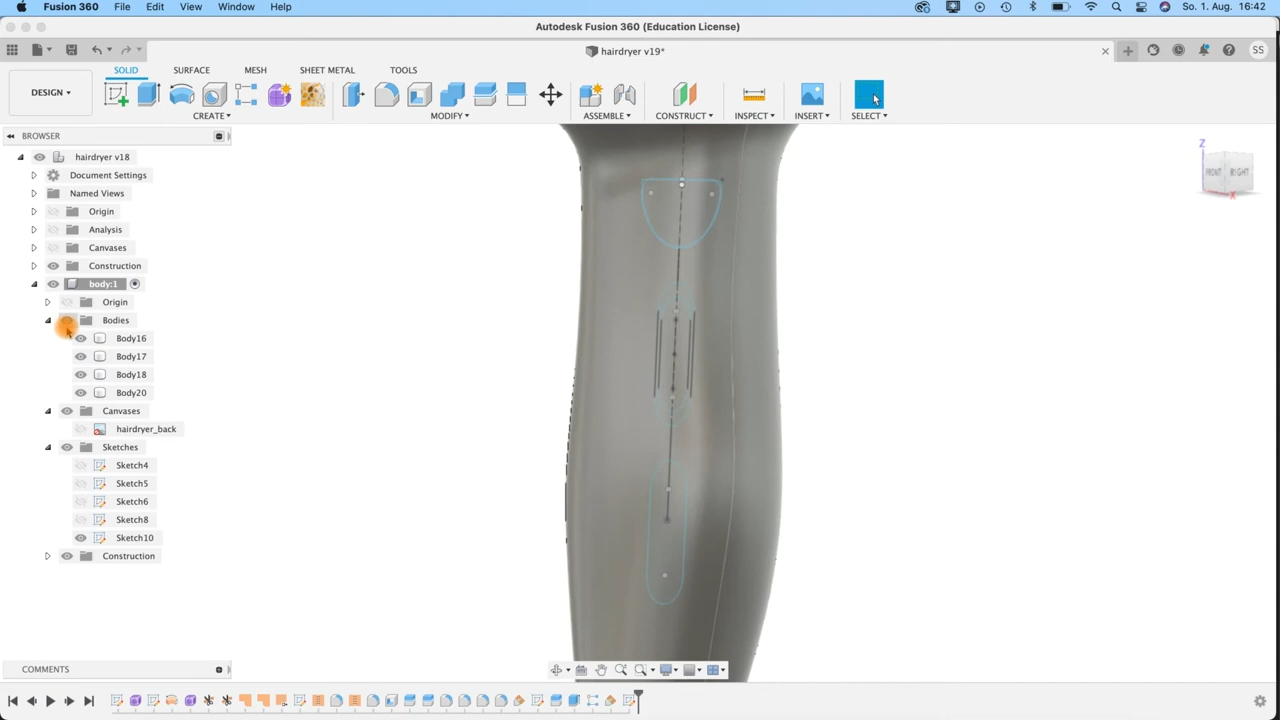 Fusion 360 File Edit View Window Help So. 1. Aug. 16:42
Autodesk Fusion 360 (Education License)
hairdryer v19*
SS
SOLID SURFACE MESH SHEET METAL TOOLS
DESIGN
CREATE MODIFY ASSEMBLE CONSTRUCT INSPECT INSERT SELECT
BROWSER
hairdryer v18
Document Settings
Named Views
Origin
Analysis
Canvases
Construction
body:1
Origin
Bodies
Body16
Body17
Body18
Body20
Canvases
hairdryer_back
Sketches
Sketch4
Sketch5
Sketch6
Sketch8
Sketch10
Construction
Z
FRONT RIGHT
X
COMMENTS